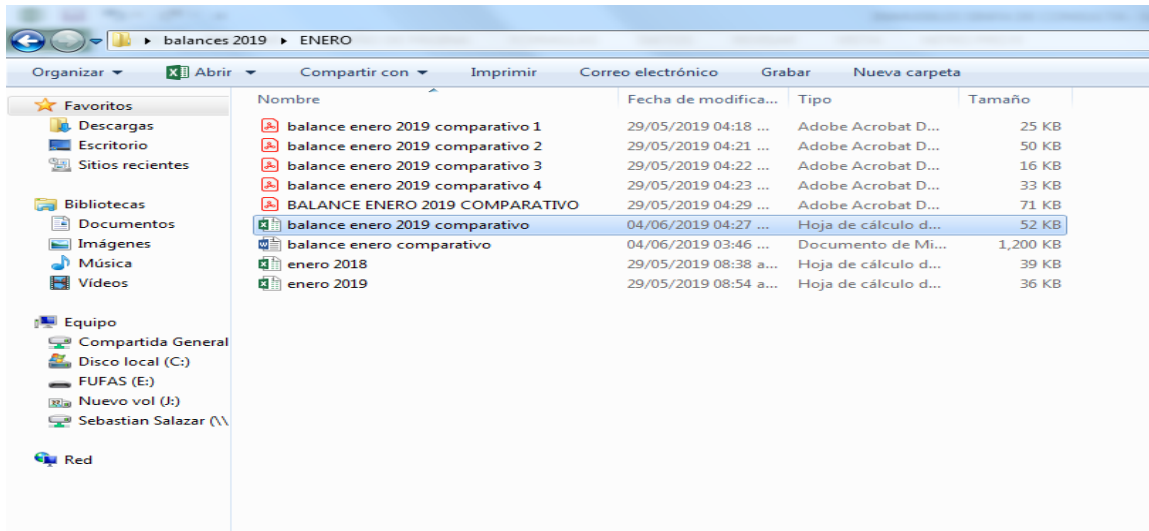 balances 2019 ▸ ENERO
Organizar Abrir Compartir con Imprimir Correo electrónico Grabar Nueva carpeta
Favoritos
Descargas
Escritorio
Sitios recientes
Bibliotecas
Documentos
Imágenes
Música
Vídeos
Equipo
Compartida General
Disco local (C:)
FUFAS (E:)
Nuevo vol (J:)
Sebastian Salazar (\\
Red
Nombre Fecha de modifica... Tipo Tamaño
balance enero 2019 comparativo 1 29/05/2019 04:18 ... Adobe Acrobat D... 25 KB
balance enero 2019 comparativo 2 29/05/2019 04:21 ... Adobe Acrobat D... 50 KB
balance enero 2019 comparativo 3 29/05/2019 04:22 ... Adobe Acrobat D... 16 KB
balance enero 2019 comparativo 4 29/05/2019 04:23 ... Adobe Acrobat D... 33 KB
BALANCE ENERO 2019 COMPARATIVO 29/05/2019 04:29 ... Adobe Acrobat D... 71 KB
balance enero 2019 comparativo 04/06/2019 04:27 ... Hoja de cálculo d... 52 KB
balance enero comparativo 04/06/2019 03:46 ... Documento de Mi... 1,200 KB
enero 2018 29/05/2019 08:38 a... Hoja de cálculo d... 39 KB
enero 2019 29/05/2019 08:54 a... Hoja de cálculo d... 36 KB